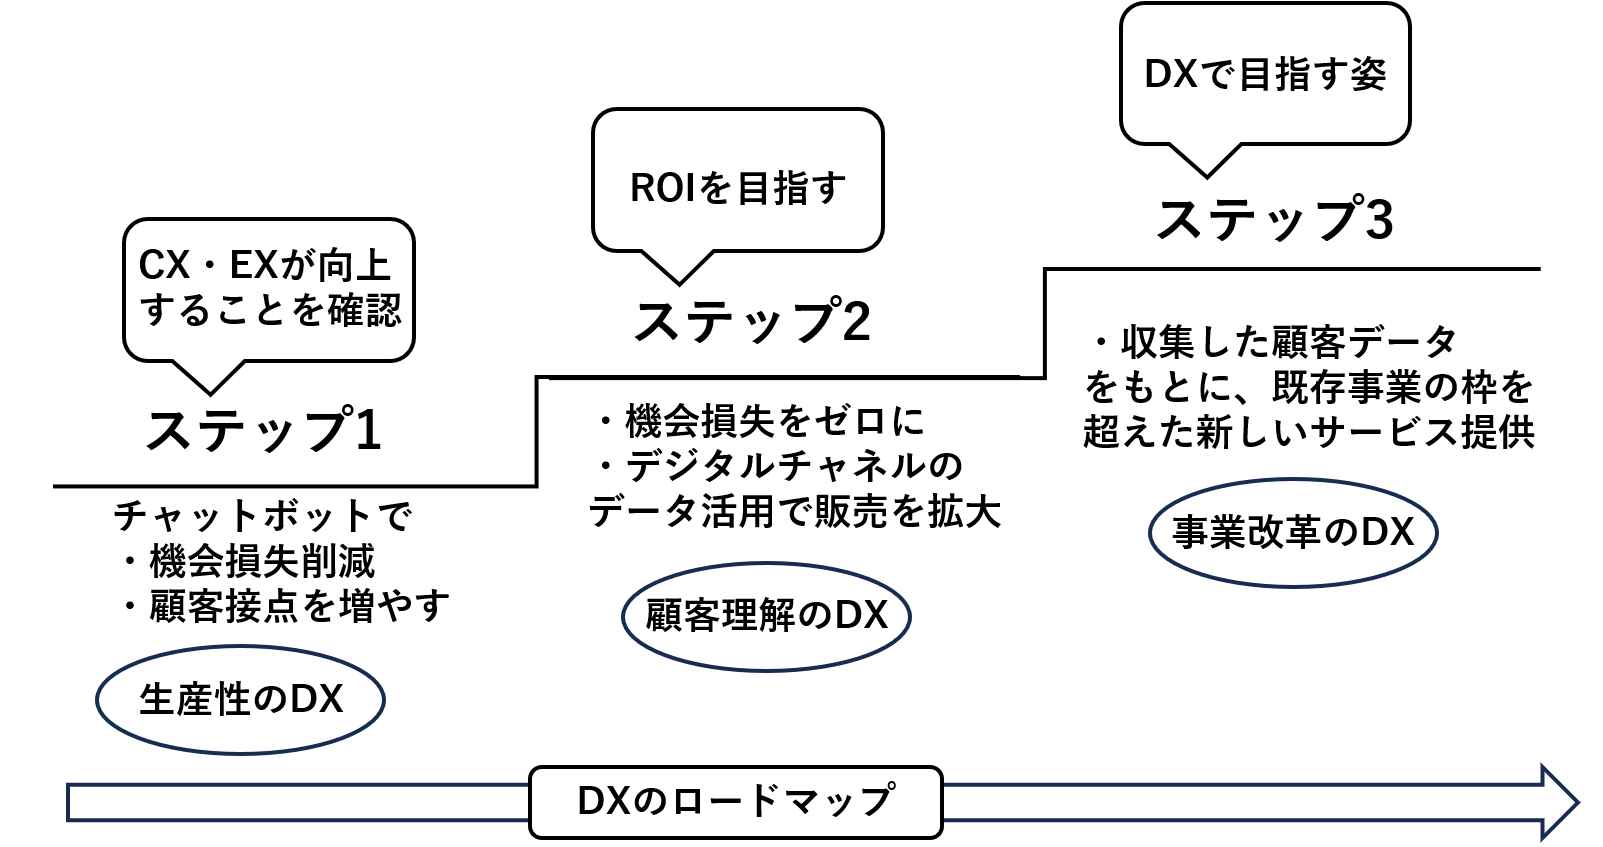 CX・EXが向上
することを確認
ステップ1
チャットボットで
・機会損失削減
・顧客接点を増やす
生産性のDX
ROIを目指す
ステップ2
・機会損失をゼロに
・デジタルチャネルの
データ活用で販売を拡大
顧客理解のDX
DXで目指す姿
ステップ3
・収集した顧客データ
をもとに、既存事業の枠を
超えた新しいサービス提供
事業改革のDX
DXのロードマップ